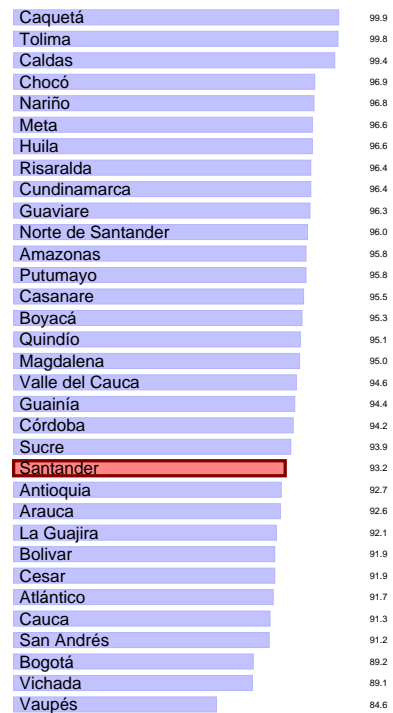 Caquetá 99.9
Tolima 99.8
Caldas 99.4
Chocó 96.9
Nariño 96.8
Meta 96.6
Huila 96.6
Risaralda 96.4
Cundinamarca 96.4
Guaviare 96.3
Norte de Santander 96.0
Amazonas 95.8
Putumayo 95.8
Casanare 95.5
Boyacá 95.3
Quindío 95.1
Magdalena 95.0
Valle del Cauca 94.6
Guainía 94.4
Córdoba 94.2
Sucre 93.9
Santander 93.2
Antioquia 92.7
Arauca 92.6
La Guajira 92.1
Bolivar 91.9
Cesar 91.9
Atlántico 91.7
Cauca 91.3
San Andrés 91.2
Bogotá 89.2
Vichada 89.1
Vaupés 84.6